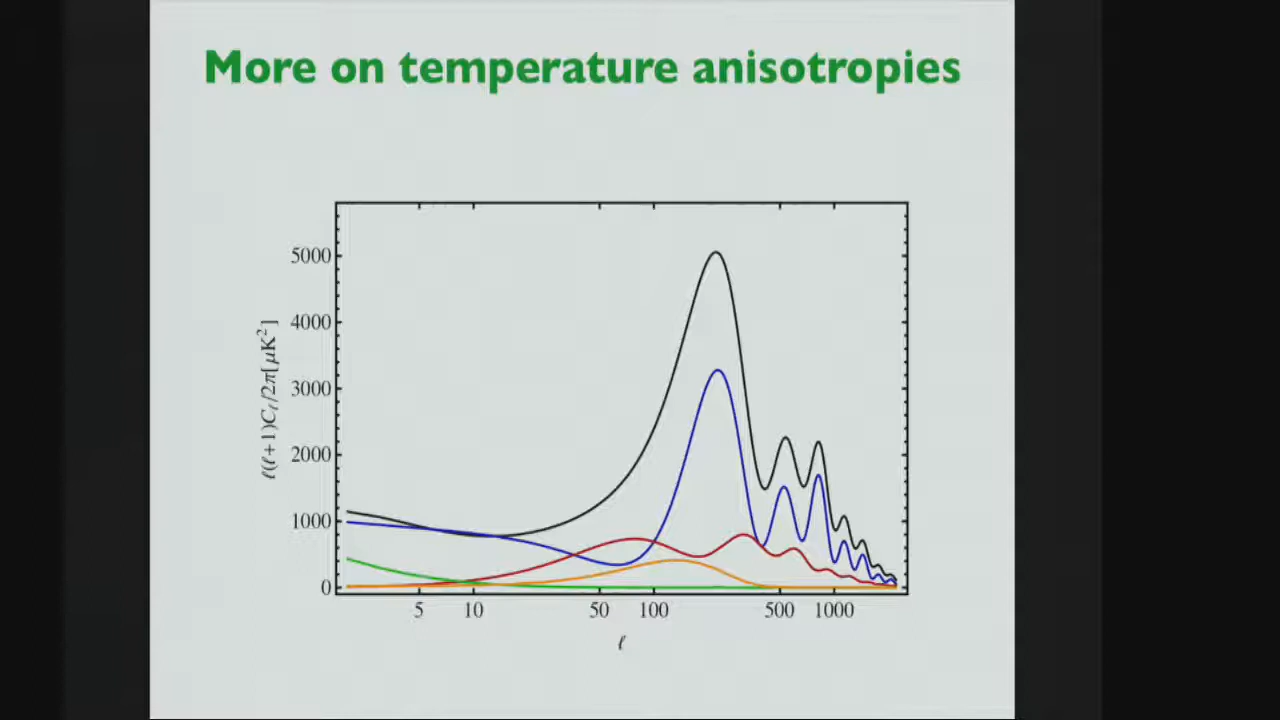 More on temperature anisotropies
5000
4000
3000
2000
1000
0
ℓ(ℓ+1)Cℓ/2π[μK²]
5 10 50 100 500 1000
ℓ